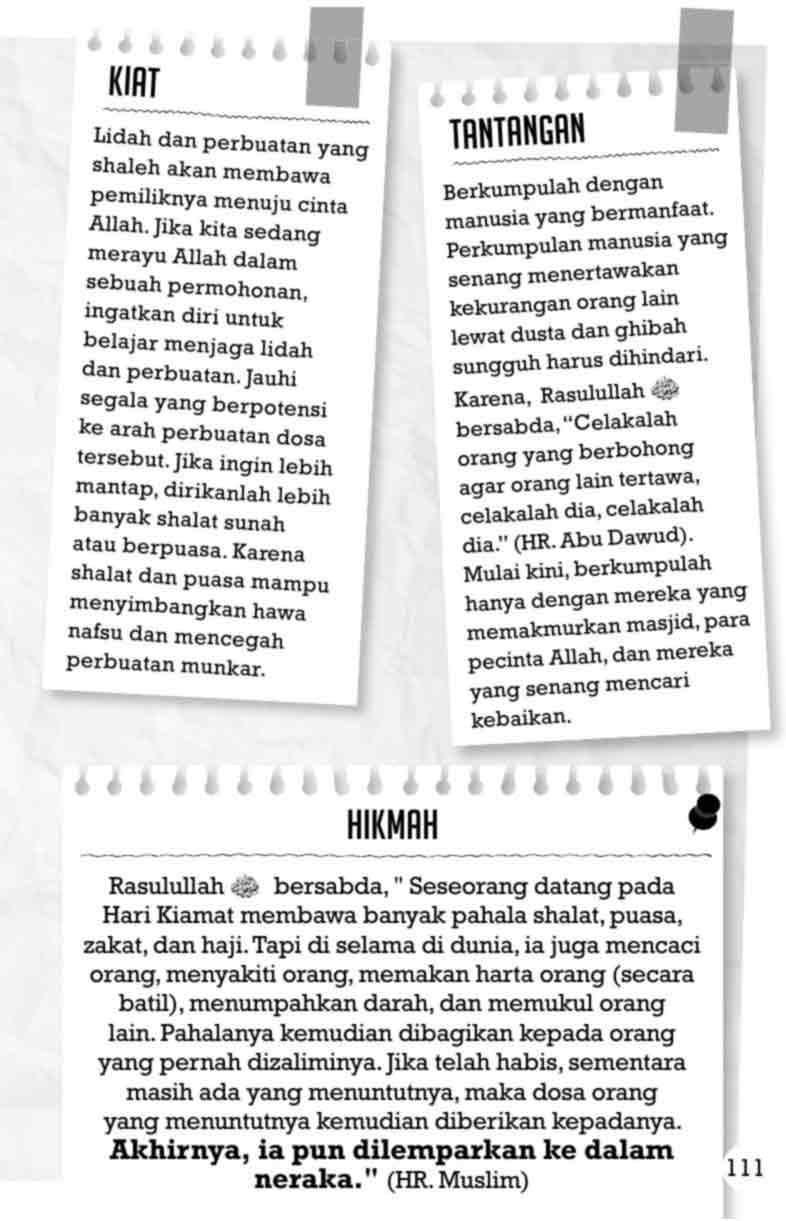 KIAT
Lidah dan perbuatan yang
shaleh akan membawa
pemiliknya menuju cinta
Allah. Jika kita sedang
merayu Allah dalam
sebuah permohonan,
ingatkan diri untuk
belajar menjaga lidah
dan perbuatan. Jauhi
segala yang berpotensi
ke arah perbuatan dosa
tersebut. Jika ingin lebih
mantap, dirikanlah lebih
banyak shalat sunah
atau berpuasa. Karena
shalat dan puasa mampu
menyimbangkan hawa
nafsu dan mencegah
perbuatan munkar.
TANTANGAN
Berkumpulah dengan
manusia yang bermanfaat.
Perkumpulan manusia yang
senang menertawakan
kekurangan orang lain
lewat dusta dan ghibah
sungguh harus dihindari.
Karena, Rasulullah ﷺ
bersabda, “Celakalah
orang yang berbohong
agar orang lain tertawa,
celakalah dia, celakalah
dia." (HR. Abu Dawud).
Mulai kini, berkumpulah
hanya dengan mereka yang
memakmurkan masjid, para
pecinta Allah, dan mereka
yang senang mencari
kebaikan.
HIKMAH
Rasulullah ﷺ bersabda, " Seseorang datang pada
Hari Kiamat membawa banyak pahala shalat, puasa,
zakat, dan haji. Tapi di selama di dunia, ia juga mencaci
orang, menyakiti orang, memakan harta orang (secara
batil), menumpahkan darah, dan memukul orang
lain. Pahalanya kemudian dibagikan kepada orang
yang pernah dizaliminya. Jika telah habis, sementara
masih ada yang menuntutnya, maka dosa orang
yang menuntutnya kemudian diberikan kepadanya.
Akhirnya, ia pun dilemparkan ke dalam
neraka." (HR. Muslim)
111